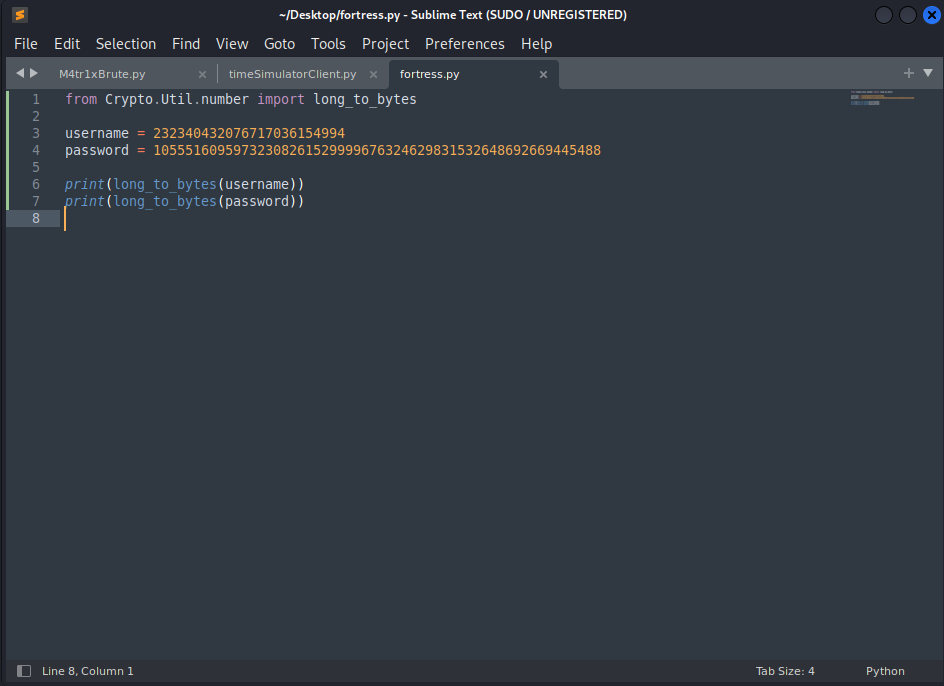 ~/Desktop/fortress.py - Sublime Text (SUDO / UNREGISTERED)
File Edit Selection Find View Goto Tools Project Preferences Help
M4tr1xBrute.py timeSimulatorClient.py fortress.py
1 from Crypto.Util.number import long_to_bytes
2
3 username = 232340432076717036154994
4 password = 10555160959732308261529999676324629831532648692669445488
5
6 print(long_to_bytes(username))
7 print(long_to_bytes(password))
8
Line 8, Column 1 Tab Size: 4 Python